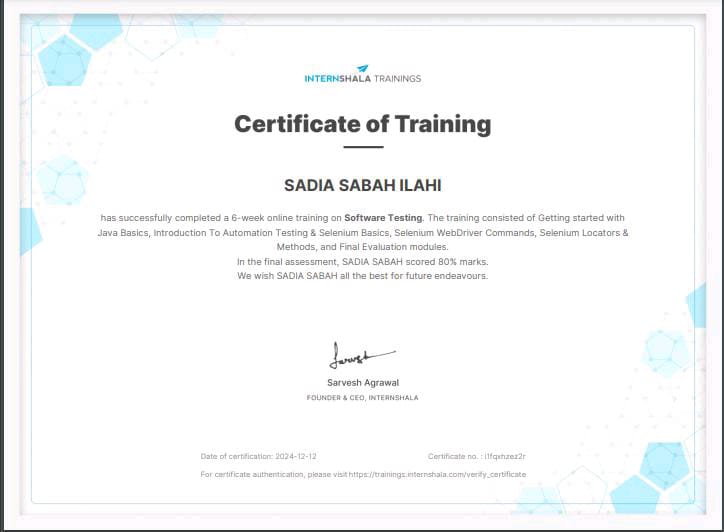 INTERNSHALA TRAININGS
Certificate of Training
SADIA SABAH ILAHI
has successfully completed a 6-week online training on Software Testing. The training consisted of Getting started with
Java Basics, Introduction To Automation Testing & Selenium Basics, Selenium WebDriver Commands, Selenium Locators &
Methods, and Final Evaluation modules.
In the final assessment, SADIA SABAH scored 80% marks.
We wish SADIA SABAH all the best for future endeavours.
Sarvesh
Sarvesh Agrawal
FOUNDER & CEO, INTERNSHALA
Date of certification: 2024-12-12 Certificate no. : i1fqxhzez2r
For certificate authentication, please visit https://trainings.internshala.com/verify_certificate